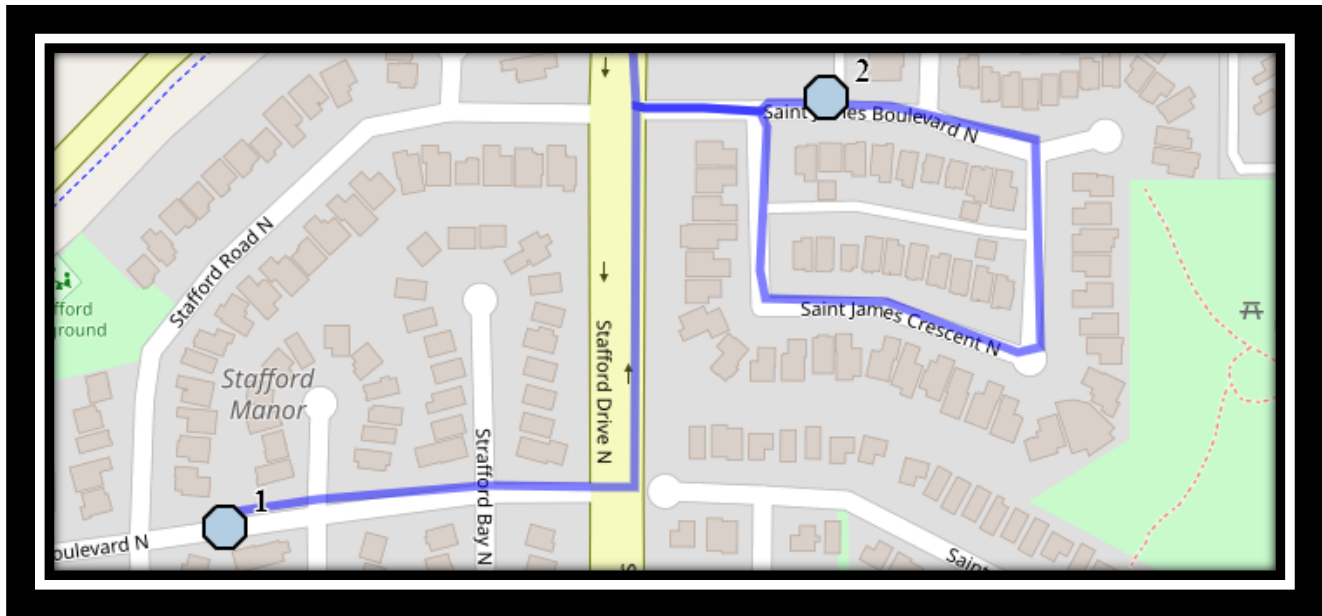 2
Saint James Boulevard N
Stafford Road N
fford
round
Saint James Crescent N
Stafford Drive N
Stafford
Manor
Strafford Bay N
1
oulevard N
Saint
S